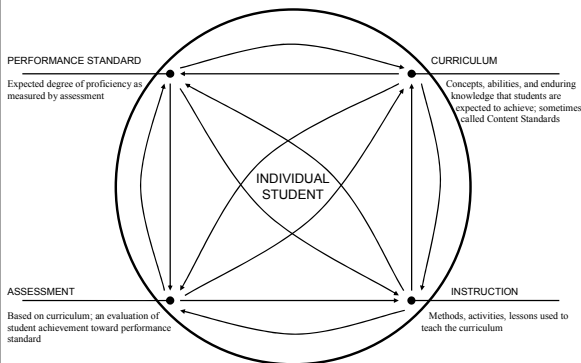 PERFORMANCE STANDARD
Expected degree of proficiency as
measured by assessment
CURRICULUM
Concepts, abilities, and enduring
knowledge that students are
expected to achieve; sometimes
called Content Standards
INDIVIDUAL
STUDENT
ASSESSMENT
Based on curriculum; an evaluation of
student achievement toward performance
standard
INSTRUCTION
Methods, activities, lessons used to
teach the curriculum